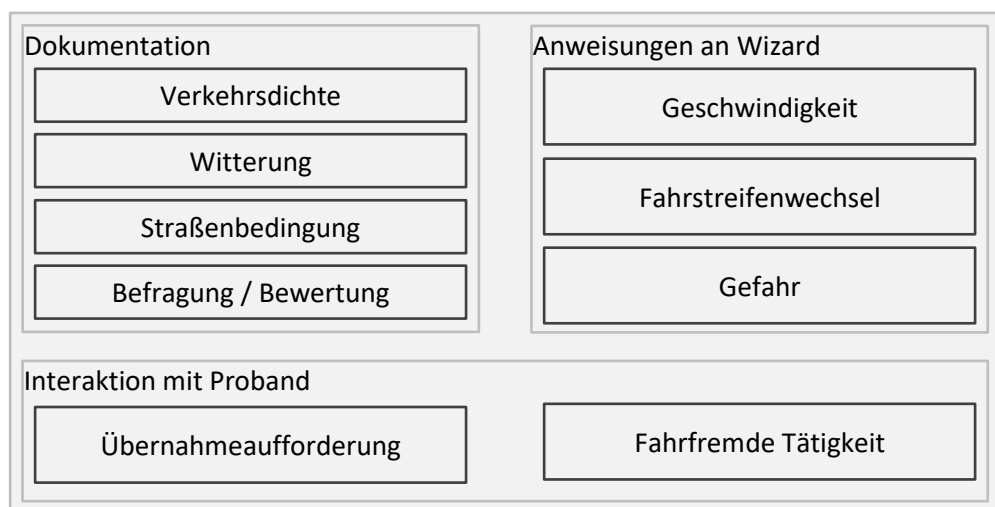 Dokumentation
Verkehrsdichte
Witterung
Straßenbedingung
Befragung / Bewertung
Anweisungen an Wizard
Geschwindigkeit
Fahrstreifenwechsel
Gefahr
Interaktion mit Proband
Übernahmeaufforderung
Fahrfremde Tätigkeit